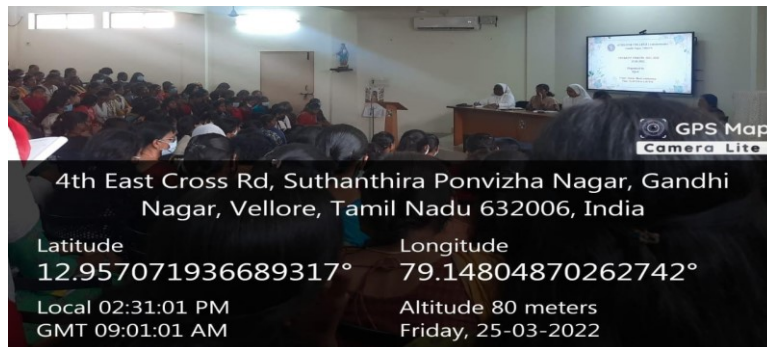 GPS Map
Camera Lite
4th East Cross Rd, Suthanthira Ponvizha Nagar, Gandhi
Nagar, Vellore, Tamil Nadu 632006, India
Latitude
12.957071936689317°
Longitude
79.14804870262742°
Local 02:31:01 PM
GMT 09:01:01 AM
Altitude 80 meters
Friday, 25-03-2022